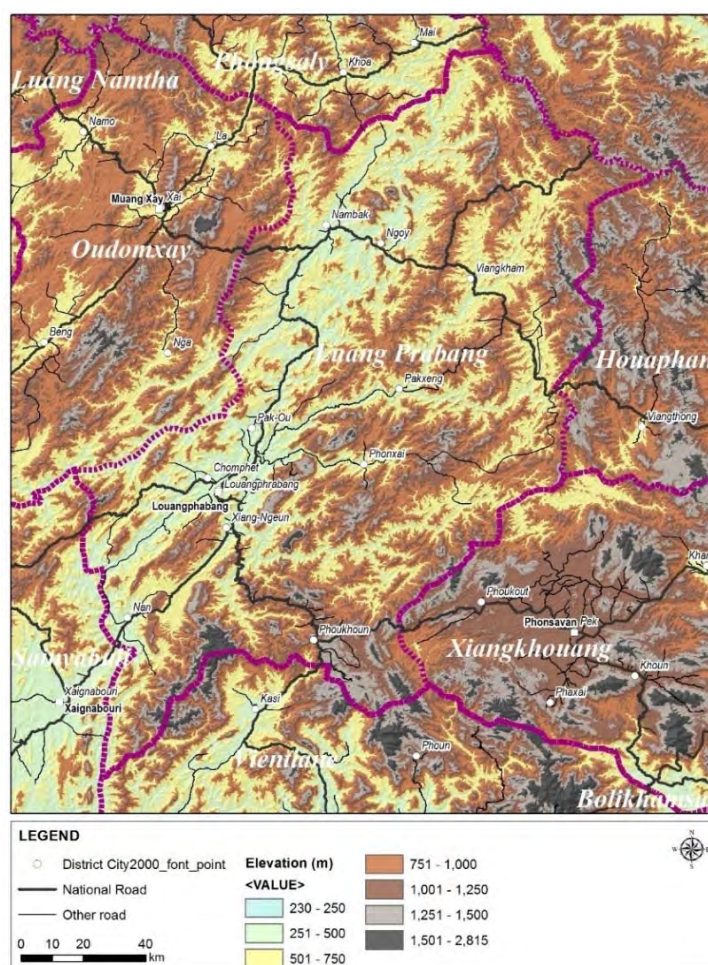 Mai
Phongsaly
Khoa
Luang Namtha
Namo
La
Muang Xay
Xai
Nambak
Ngoy
Oudomxay
Viangkham
Beng
Nga
Luang Prabang
Houaphan
Pakxeng
Pak-Ou
Viangthong
Phonxai
Chomphet
Louangphrabang
Louangphabang
Xiang-Ngeun
Kham
Phoukout
Nan
Phonsavan
Pek
Phoukhoun
Xiangkhouang
Khoun
Xaignabouri
Xaignabouri
Kasi
Phaxai
Vientiane
Phoun
LEGEND
District City2000_font_point
National Road
Other road
0 10 20 40
km
Elevation (m)
<VALUE>
230 - 250
251 - 500
501 - 750
751 - 1,000
1,001 - 1,250
1,251 - 1,500
1,501 - 2,815
N
W E
S